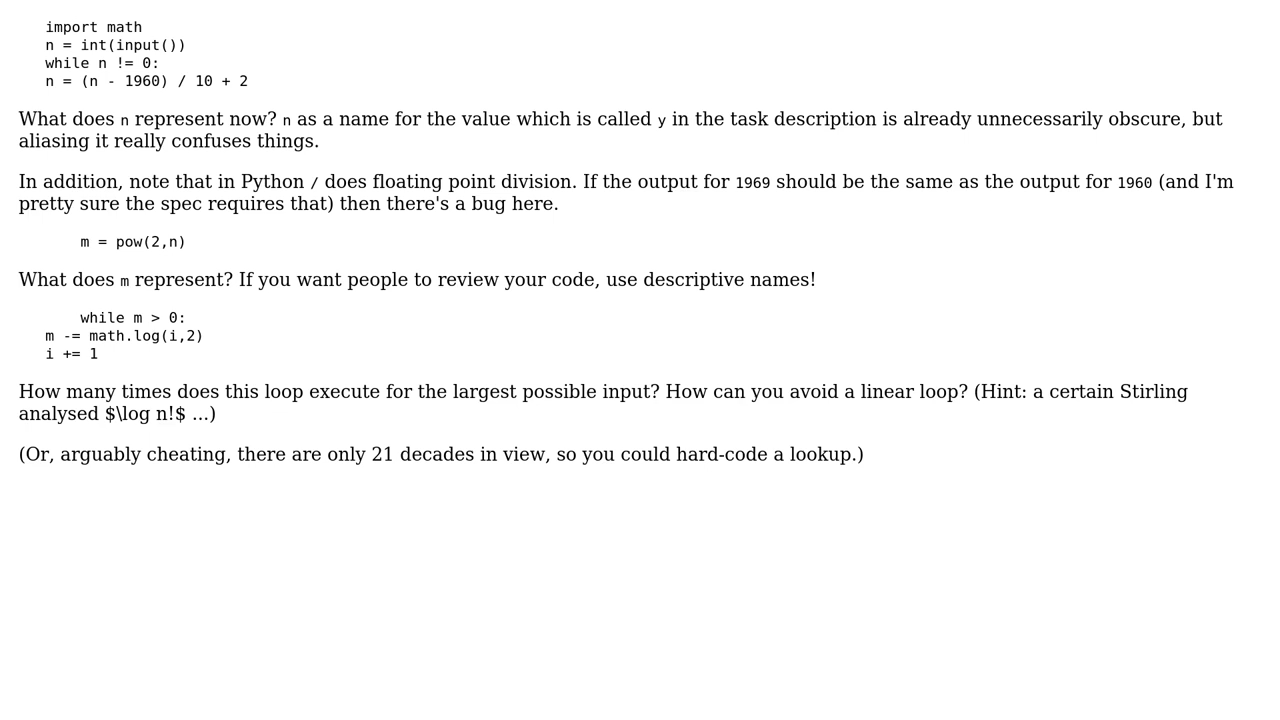 import math
n = int(input())
while n != 0:
n = (n - 1960) / 10 + 2
What does n represent now? n as a name for the value which is called y in the task description is already unnecessarily obscure, but
aliasing it really confuses things.
In addition, note that in Python / does floating point division. If the output for 1969 should be the same as the output for 1960 (and I'm
pretty sure the spec requires that) then there's a bug here.
m = pow(2,n)
What does m represent? If you want people to review your code, use descriptive names!
while m > 0:
m -= math.log(i,2)
i += 1
How many times does this loop execute for the largest possible input? How can you avoid a linear loop? (Hint: a certain Stirling
analysed $\log n!$ ...)
(Or, arguably cheating, there are only 21 decades in view, so you could hard-code a lookup.)